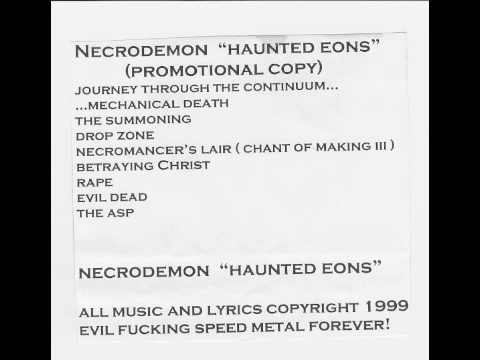 NECRODEMON "HAUNTED EONS"
(PROMOTIONAL COPY)
JOURNEY THROUGH THE CONTINUUM...
...MECHANICAL DEATH
THE SUMMONING
DROP ZONE
NECROMANCER'S LAIR ( CHANT OF MAKING III )
BETRAYING CHRIST
RAPE
EVIL DEAD
THE ASP
NECRODEMON "HAUNTED EONS"
ALL MUSIC AND LYRICS COPYRIGHT 1999
EVIL FUCKING SPEED METAL FOREVER!